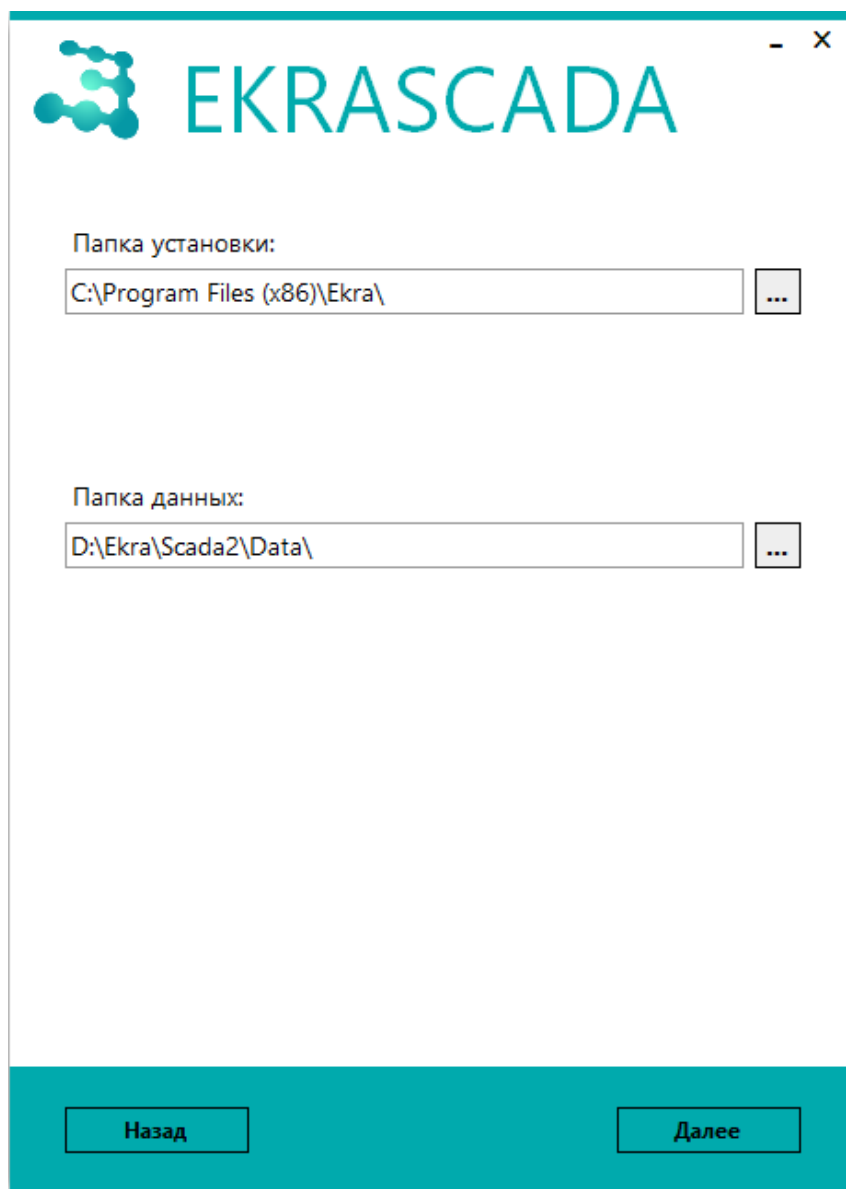 EKRASCADA
Папка установки:
C:\Program Files (x86)\Ekra\
...
Папка данных:
D:\Ekra\Scada2\Data\
...
Назад
Далее